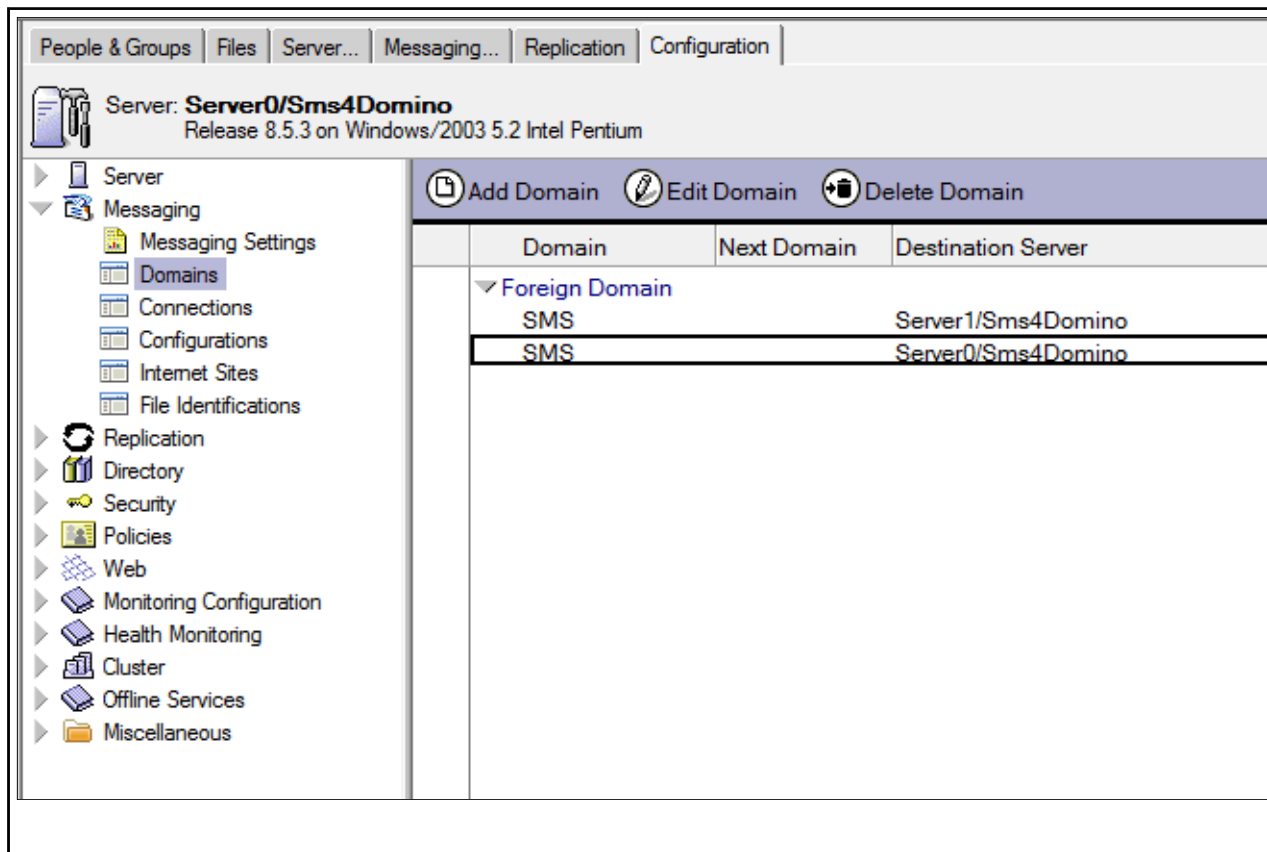 People & Groups Files Server... Messaging... Replication Configuration
Server: Server0/Sms4Domino
Release 8.5.3 on Windows/2003 5.2 Intel Pentium
Server
Messaging
Messaging Settings
Domains
Connections
Configurations
Internet Sites
File Identifications
Replication
Directory
Security
Policies
Web
Monitoring Configuration
Health Monitoring
Cluster
Offline Services
Miscellaneous
Add Domain Edit Domain Delete Domain
Domain Next Domain Destination Server
Foreign Domain
SMS Server1/Sms4Domino
SMS Server0/Sms4Domino